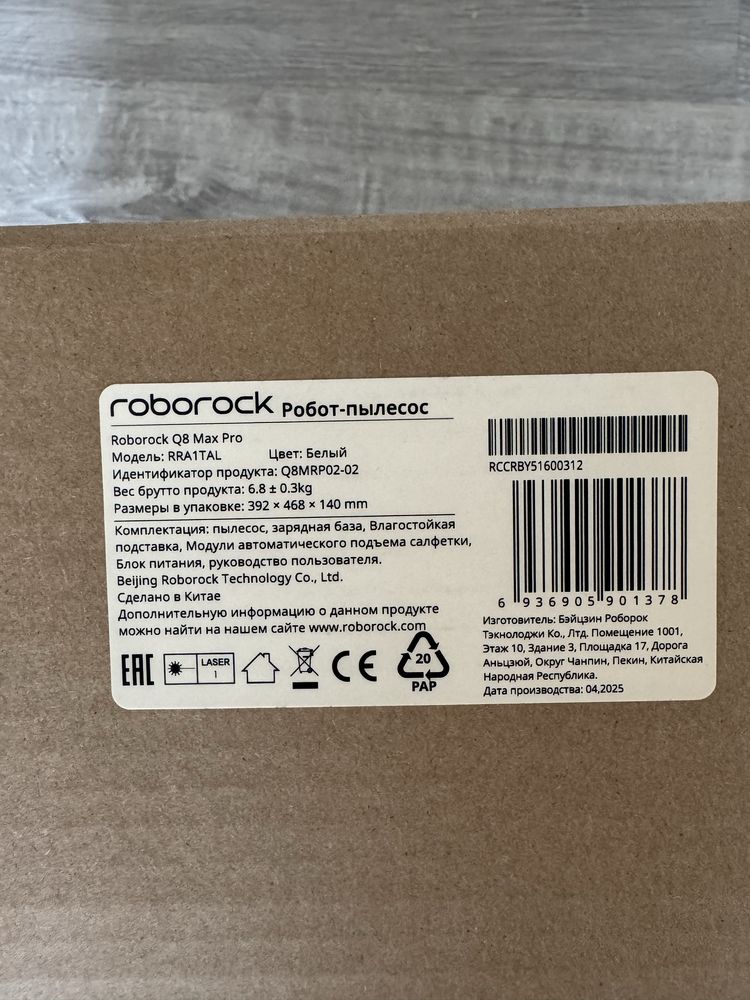 roborock Робот-пылесос
Roborock Q8 Max Pro
Модель: RRA1TAL Цвет: Белый
Идентификатор продукта: Q8MRP02-02
Вес брутто продукта: 6.8 ± 0.3kg
Размеры в упаковке: 392 × 468 × 140 mm
Комплектация: пылесос, зарядная база, Влагостойкая
подставка, Модули автоматического подъема салфетки,
Блок питания, руководство пользователя.
Beijing Roborock Technology Co., Ltd.
Сделано в Китае
Дополнительную информацию о данном продукте
можно найти на нашем сайте www.roborock.com
EAC
LASER
1
CE
20
PAP
RCCRBY51600312
6 936905 901378
Изготовитель: Бэйцзин Роборок
Тэкнолоджи Ко., Лтд. Помещение 1001,
Этаж 10, Здание 3, Площадка 17, Дорога
Аньцзюй, Округ Чанпин, Пекин, Китайская
Народная Республика.
Дата производства: 04,2025